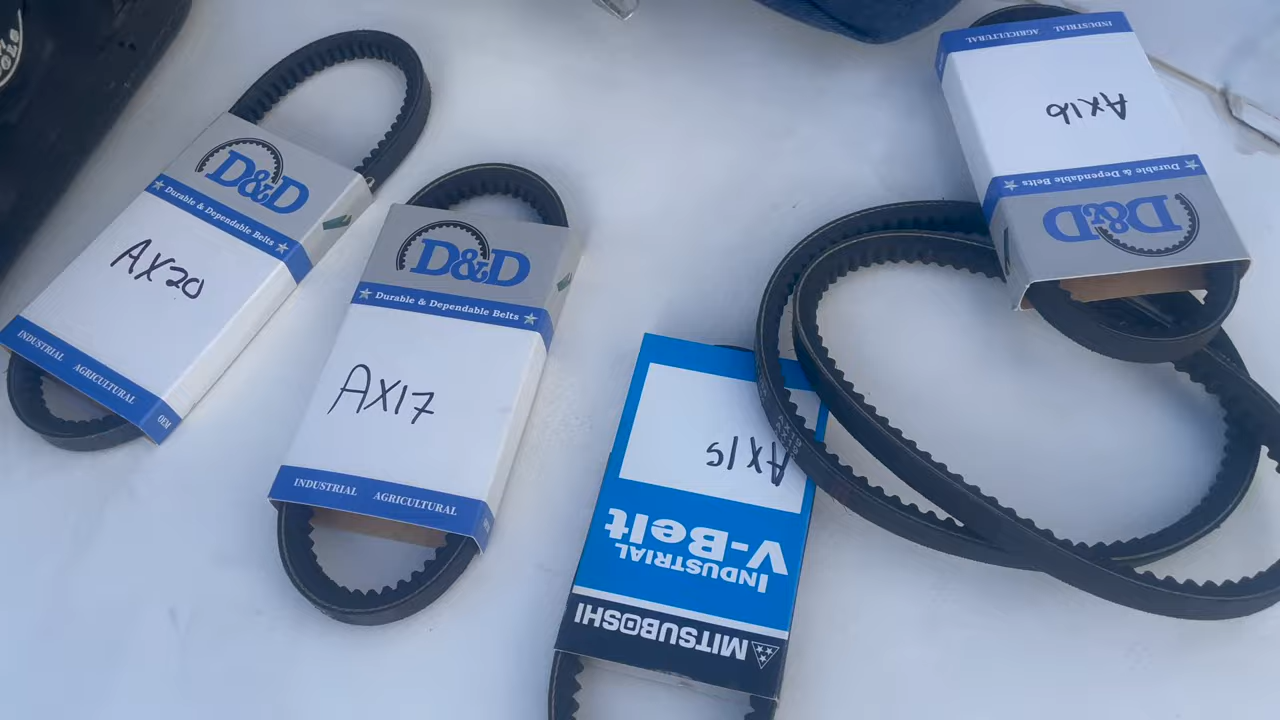 D&D
★ Durable & Dependable Belts ★
AX20
INDUSTRIAL AGRICULTURAL OEM
D&D
★ Durable & Dependable Belts ★
AX17
INDUSTRIAL AGRICULTURAL
MITSUBOSHI
INDUSTRIAL
V-Belt
AX15
D&D
★ Durable & Dependable Belts ★
AX16
INDUSTRIAL AGRICULTURAL